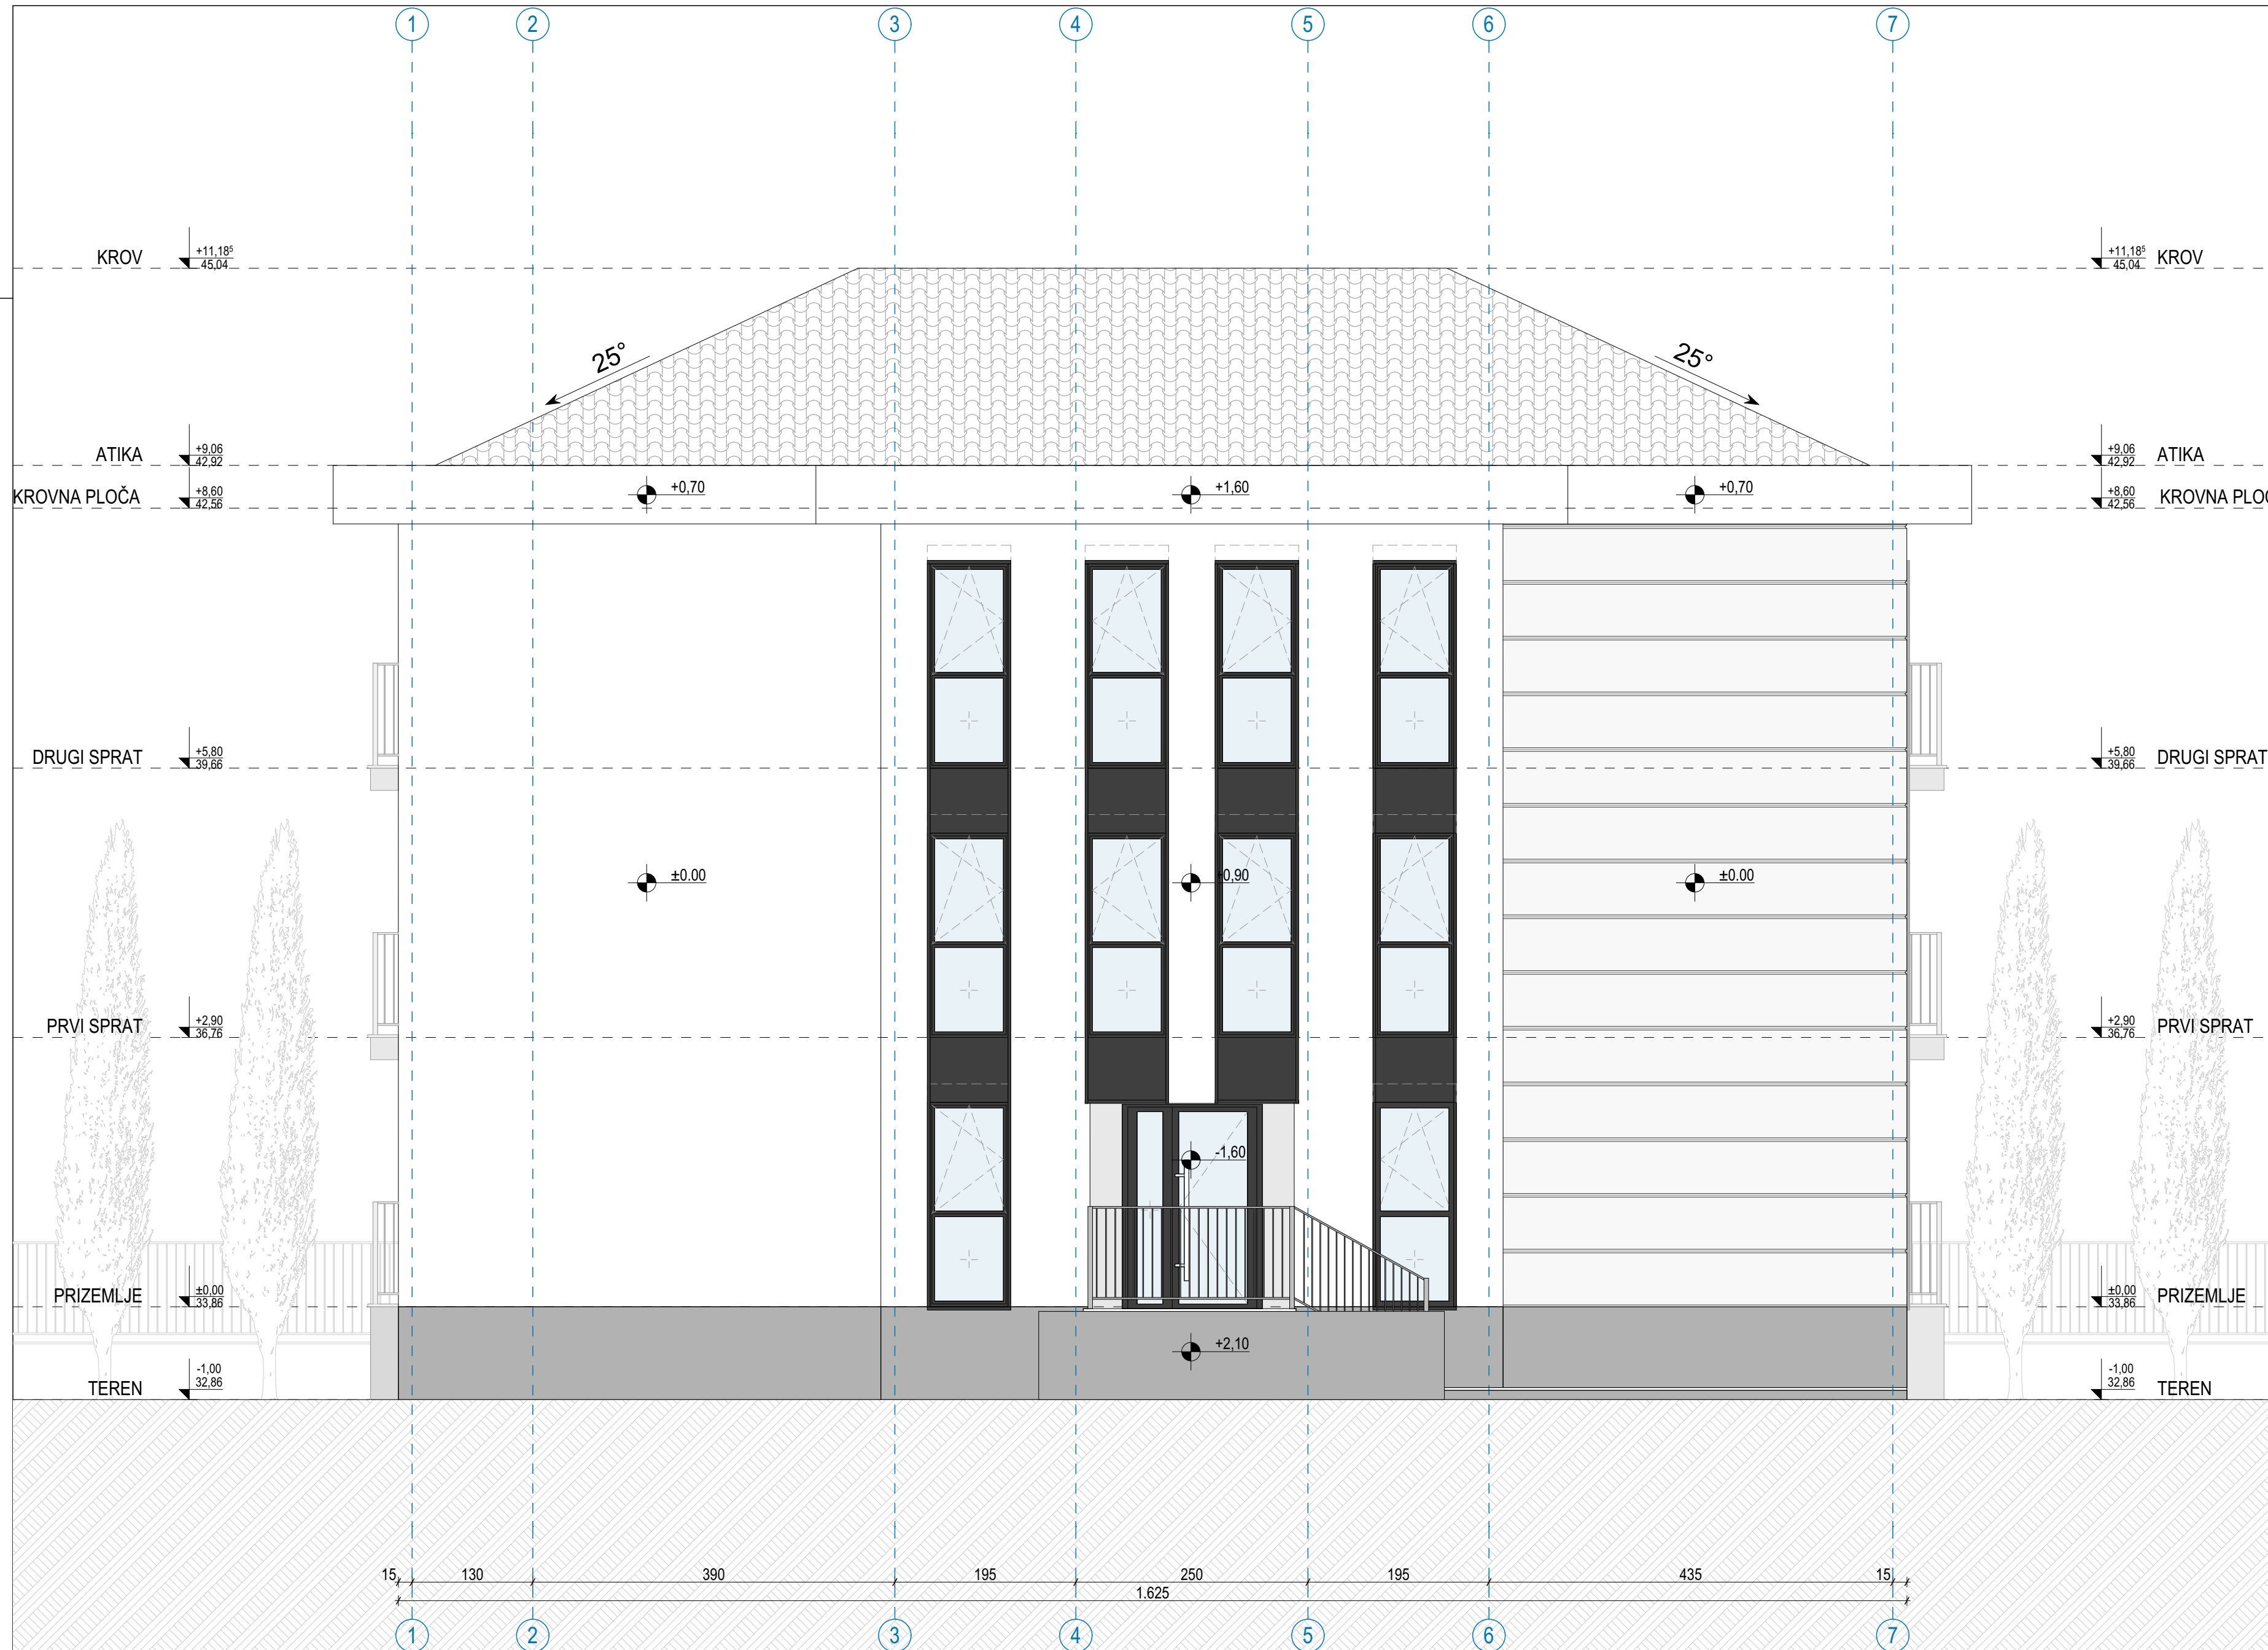 1 2 3 4 5 6 7
KROV +11,18⁵ 45,04
+11,18⁵ 45,04 KROV
25° 25°
ATIKA +9,06 42,92
+9,06 42,92 ATIKA
KROVNA PLOČA +8,60 42,56
+0,70 +1,60 +0,70
+8,60 42,56 KROVNA PLOČ
DRUGI SPRAT +5,80 39,66
+5,80 39,66 DRUGI SPRAT
±0.00 +0,90 ±0.00
PRVI SPRAT +2,90 36,76
+2,90 36,76 PRVI SPRAT
-1,60
PRIZEMLJE ±0,00 33,86
±0,00 33,86 PRIZEMLJE
+2,10
TEREN -1,00 32,86
-1,00 32,86 TEREN
15 130 390 195 250 195 435 15
1.625
1 2 3 4 5 6 7